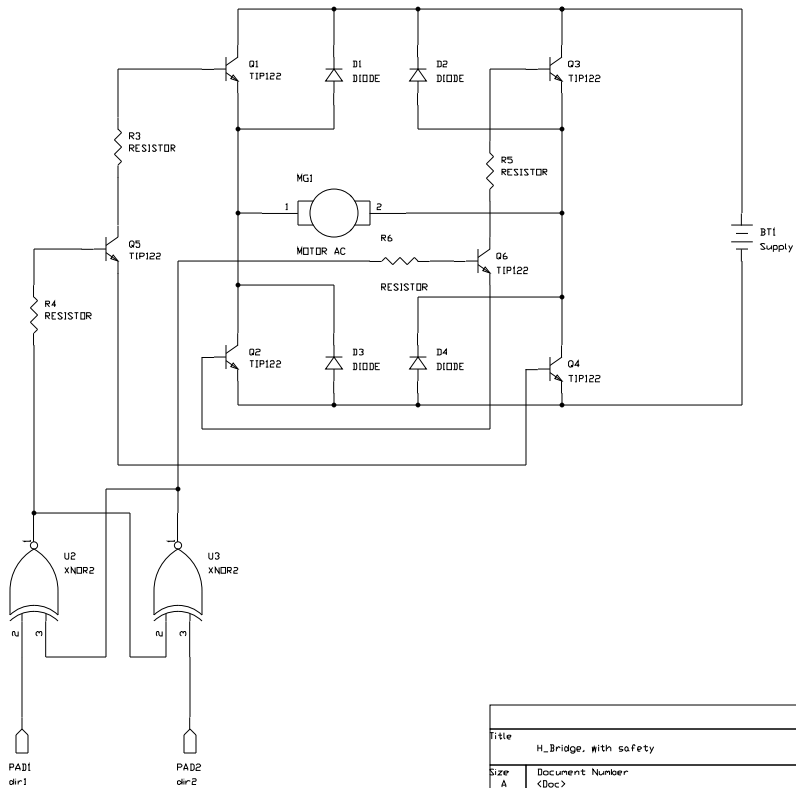 Q1
TIP122
D1
DIODE
D2
DIODE
Q3
TIP122
R3
RESISTOR
R5
RESISTOR
MG1
1
2
MOTOR AC
BT1
Supply
Q5
TIP122
R6
RESISTOR
Q6
TIP122
R4
RESISTOR
Q2
TIP122
D3
DIODE
D4
DIODE
Q4
TIP122
1
U2
XNOR2
1
U3
XNOR2
2
3
2
3
PAD1
dir1
PAD2
dir2
Title
H_Bridge, with safety
Size
A
Document Number
<Doc>